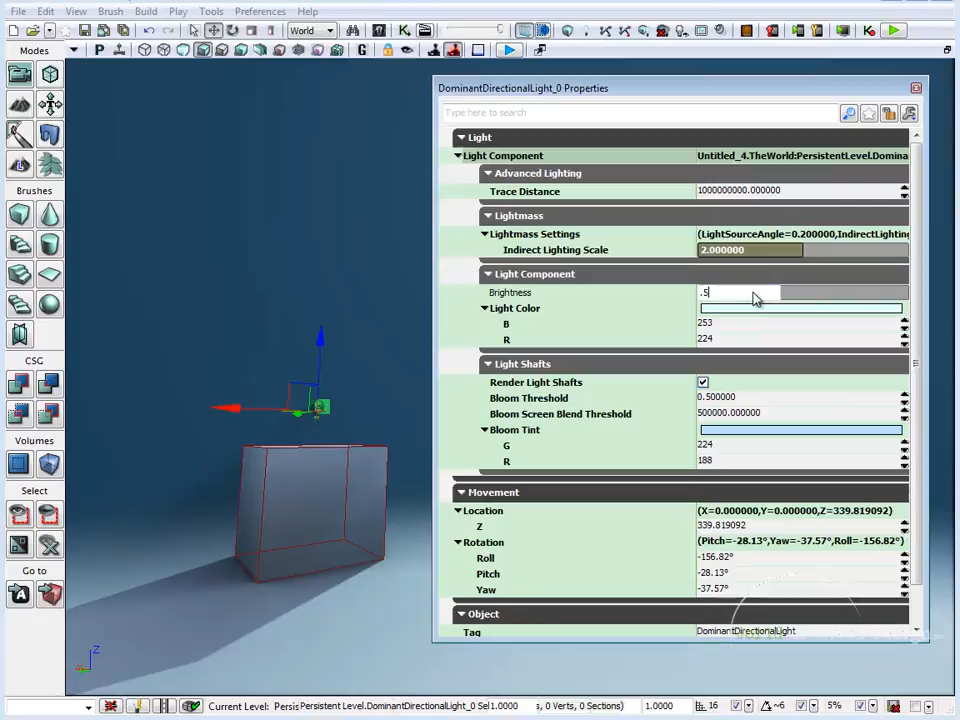 File Edit View Brush Build Play Tools Preferences Help
World
Modes
P
G
DominantDirectionalLight_0 Properties
Type here to search
Light
Light Component Untitled_4.TheWorld:PersistentLevel.Domina
Advanced Lighting
Trace Distance 1000000000.000000
Lightmass
Lightmass Settings (LightSourceAngle=0.200000,IndirectLighting
Indirect Lighting Scale 2.000000
Light Component
Brightness .5
Light Color
B 253
R 224
Light Shafts
Render Light Shafts
Bloom Threshold 0.500000
Bloom Screen Blend Threshold 500000.000000
Bloom Tint
G 224
R 188
Movement
Location (X=0.000000,Y=0.000000,Z=339.819092)
Z 339.819092
Rotation (Pitch=-28.13°,Yaw=-37.57°,Roll=-156.82°)
Roll -156.82°
Pitch -28.13°
Yaw -37.57°
Object
Tag DominantDirectionalLight
Brushes
CSG
Volumes
Select
Go to
A
Z
Current Level: Persis Persistent Level.DominantDirectionalLight_0 Sel 1.0000 s, 0 Verts, 0 Sections) 1.0000 16 ~6 5%